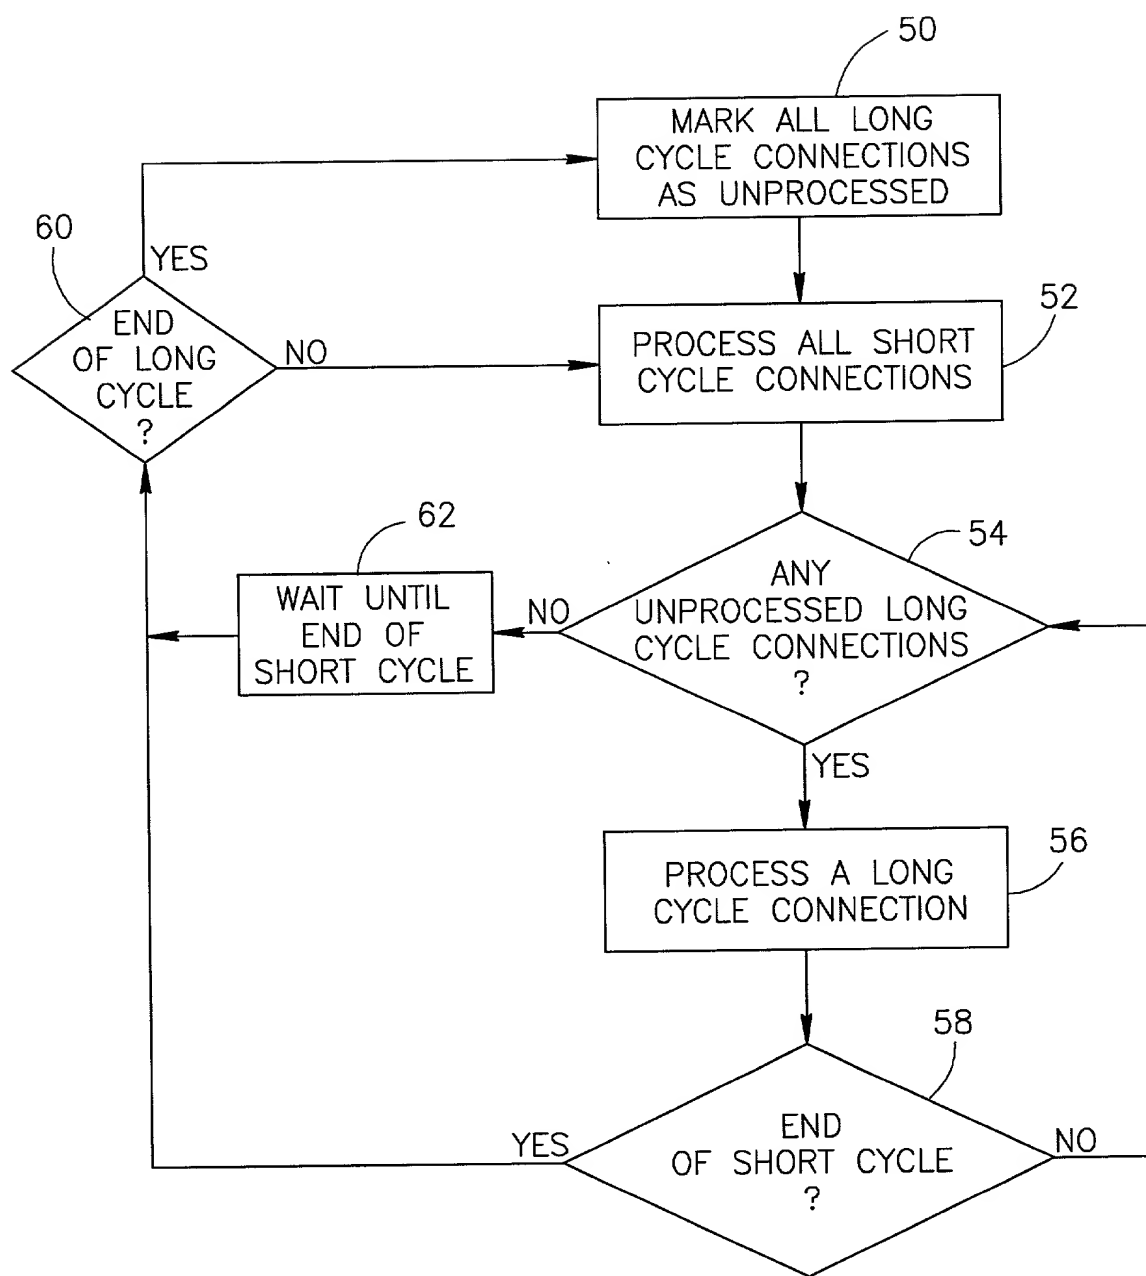 50
MARK ALL LONG
CYCLE CONNECTIONS
AS UNPROCESSED
60
YES
END
OF LONG
CYCLE
?
NO
52
PROCESS ALL SHORT
CYCLE CONNECTIONS
62
WAIT UNTIL
END OF
SHORT CYCLE
NO
54
ANY
UNPROCESSED LONG
CYCLE CONNECTIONS
?
YES
56
PROCESS A LONG
CYCLE CONNECTION
58
YES
END
OF SHORT CYCLE
?
NO